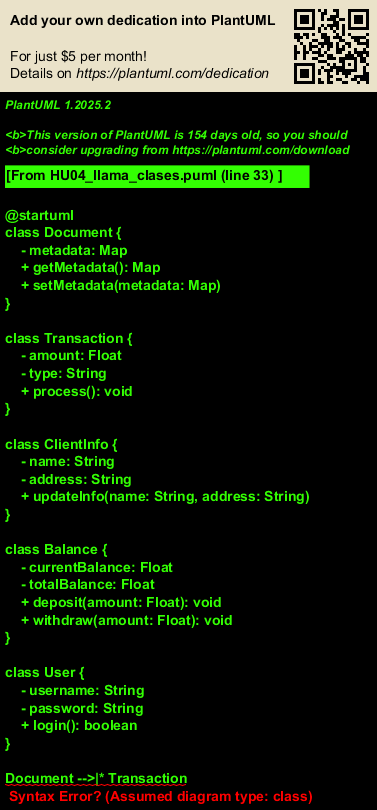 Add your own dedication into PlantUML
For just $5 per month!
Details on https://plantuml.com/dedication
PlantUML 1.2025.2
<b>This version of PlantUML is 154 days old, so you should
<b>consider upgrading from https://plantuml.com/download
[From HU04_llama_clases.puml (line 33) ]
@startuml
class Document {
- metadata: Map
+ getMetadata(): Map
+ setMetadata(metadata: Map)
}
class Transaction {
- amount: Float
- type: String
+ process(): void
}
class ClientInfo {
- name: String
- address: String
+ updateInfo(name: String, address: String)
}
class Balance {
- currentBalance: Float
- totalBalance: Float
+ deposit(amount: Float): void
+ withdraw(amount: Float): void
}
class User {
- username: String
- password: String
+ login(): boolean
}
Document -->|* Transaction
Syntax Error? (Assumed diagram type: class)